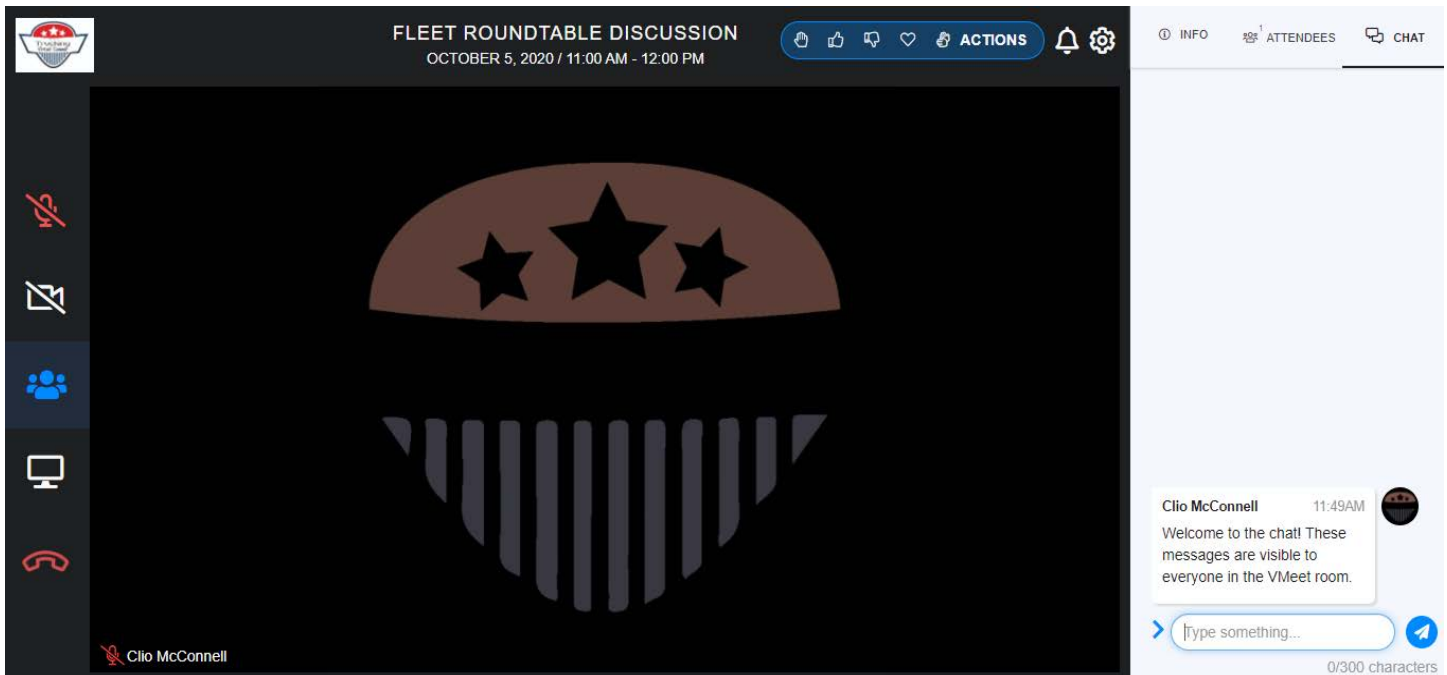 FLEET ROUNDTABLE DISCUSSION
OCTOBER 5, 2020 / 11:00 AM - 12:00 PM
ACTIONS
INFO
1
ATTENDEES
CHAT
Clio McConnell
11:49AM
Welcome to the chat! These
messages are visible to
everyone in the VMeet room.
Type something...
0/300 characters
Clio McConnell